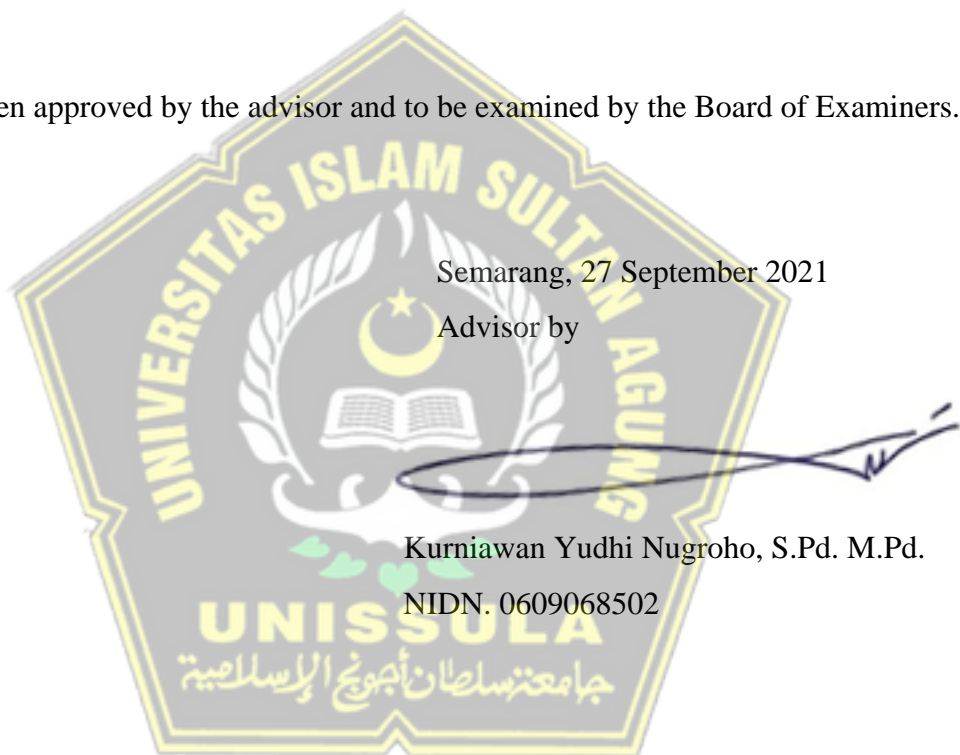 en approved by the advisor and to be examined by the Board of Examiners.
UNIVERSITAS ISLAM SULTAN AGUNG
Semarang, 27 September 2021
Advisor by
Kurniawan Yudhi Nugroho, S.Pd. M.Pd.
NIDN. 0609068502
UNISSULA
جامعة سلطان أجونج الإسلامية